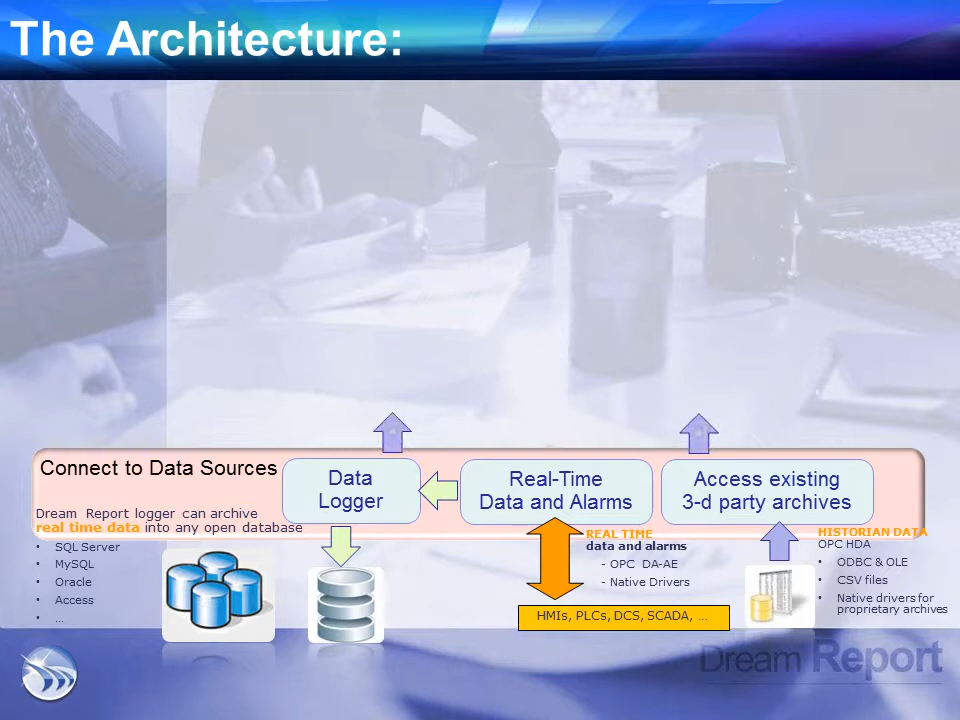 The Architecture:
Connect to Data Sources
Data
Logger
Real-Time
Data and Alarms
Access existing
3-d party archives
Dream Report logger can archive
real time data into any open database
• SQL Server
• MySQL
• Oracle
• Access
• ...
REAL TIME
data and alarms
- OPC DA-AE
- Native Drivers
HMIs, PLCs, DCS, SCADA, ...
HISTORIAN DATA
OPC HDA
• ODBC & OLE
• CSV files
• Native drivers for
proprietary archives
Dream Report